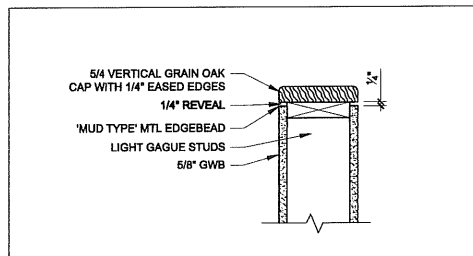 5/4 VERTICAL GRAIN OAK
CAP WITH 1/4" EASED EDGES
1/4" REVEAL
'MUD TYPE' MTL EDGEBEAD
LIGHT GAGUE STUDS
5/8" GWB
1/4"